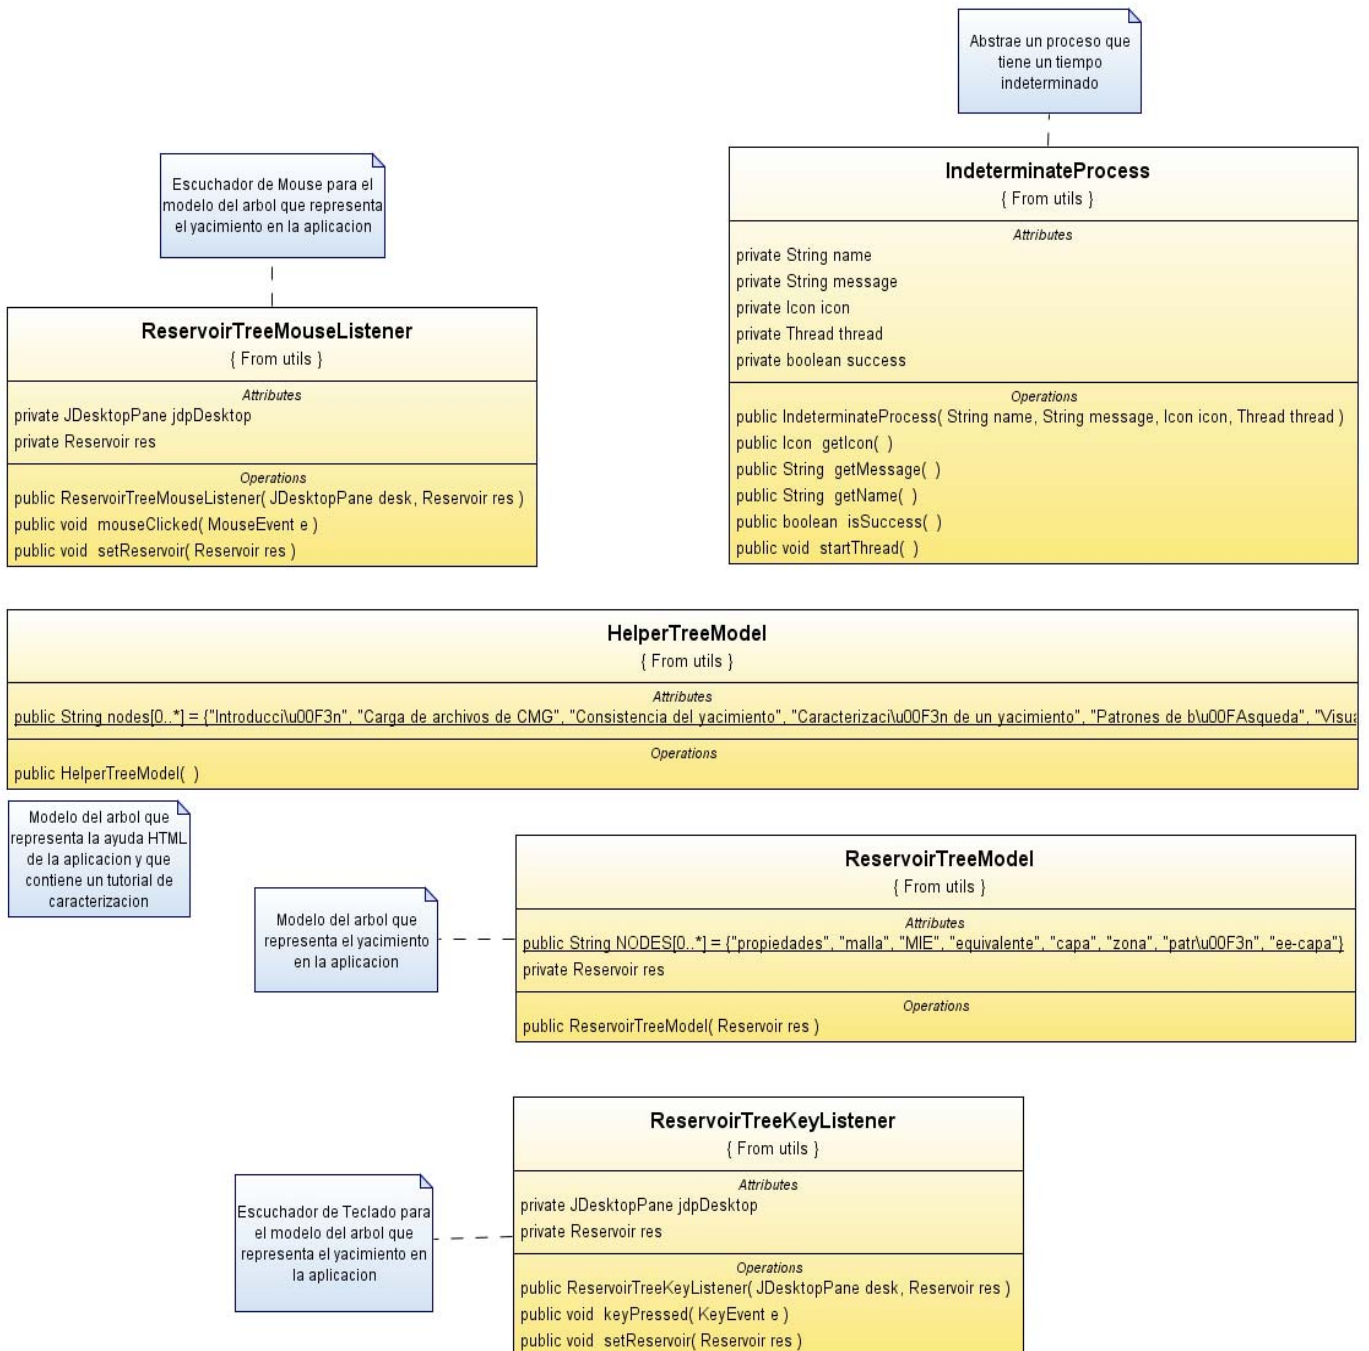 Abstrae un proceso que
tiene un tiempo
indeterminado
Escuchador de Mouse para el
modelo del arbol que representa
el yacimiento en la aplicacion
IndeterminateProcess
{ From utils }
Attributes
private String name
private String message
private Icon icon
private Thread thread
private boolean success
Operations
public IndeterminateProcess( String name, String message, Icon icon, Thread thread )
public Icon getIcon( )
public String getMessage( )
public String getName( )
public boolean isSuccess( )
public void startThread( )
ReservoirTreeMouseListener
{ From utils }
Attributes
private JDesktopPane jdpDesktop
private Reservoir res
Operations
public ReservoirTreeMouseListener( JDesktopPane desk, Reservoir res )
public void mouseClicked( MouseEvent e )
public void setReservoir( Reservoir res )
HelperTreeModel
{ From utils }
Attributes
public String nodes[0..*] = {"Introducci\u00F3n", "Carga de archivos de CMG", "Consistencia del yacimiento", "Caracterizaci\u00F3n de un yacimiento", "Patrones de b\u00FAsqueda", "Visua
Operations
public HelperTreeModel( )
Modelo del arbol que
representa la ayuda HTML
de la aplicacion y que
contiene un tutorial de
caracterizacion
Modelo del arbol que
representa el yacimiento
en la aplicacion
ReservoirTreeModel
{ From utils }
Attributes
public String NODES[0..*] = {"propiedades", "malla", "MIE", "equivalente", "capa", "zona", "patr\u00F3n", "ee-capa"}
private Reservoir res
Operations
public ReservoirTreeModel( Reservoir res )
Escuchador de Teclado para
el modelo del arbol que
representa el yacimiento en
la aplicacion
ReservoirTreeKeyListener
{ From utils }
Attributes
private JDesktopPane jdpDesktop
private Reservoir res
Operations
public ReservoirTreeKeyListener( JDesktopPane desk, Reservoir res )
public void keyPressed( KeyEvent e )
public void setReservoir( Reservoir res )